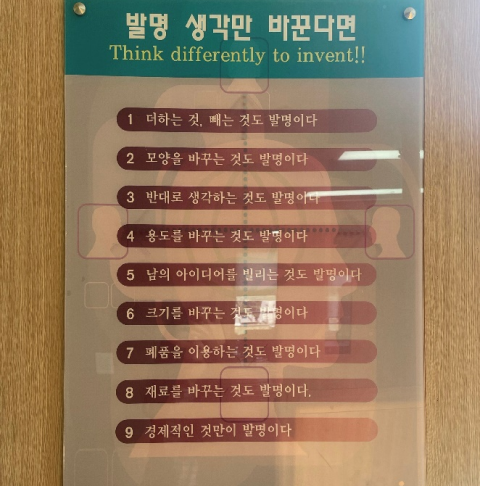 발명 생각만 바꾼다면
Think differently to invent!!
1 더하는 것, 빼는 것도 발명이다
2 모양을 바꾸는 것도 발명이다
3 반대로 생각하는 것도 발명이다
4 용도를 바꾸는 것도 발명이다
5 남의 아이디어를 빌리는 것도 발명이다
6 크기를 바꾸는 것도 발명이다
7 폐품을 이용하는 것도 발명이다
8 재료를 바꾸는 것도 발명이다.
9 경제적인 것만이 발명이다